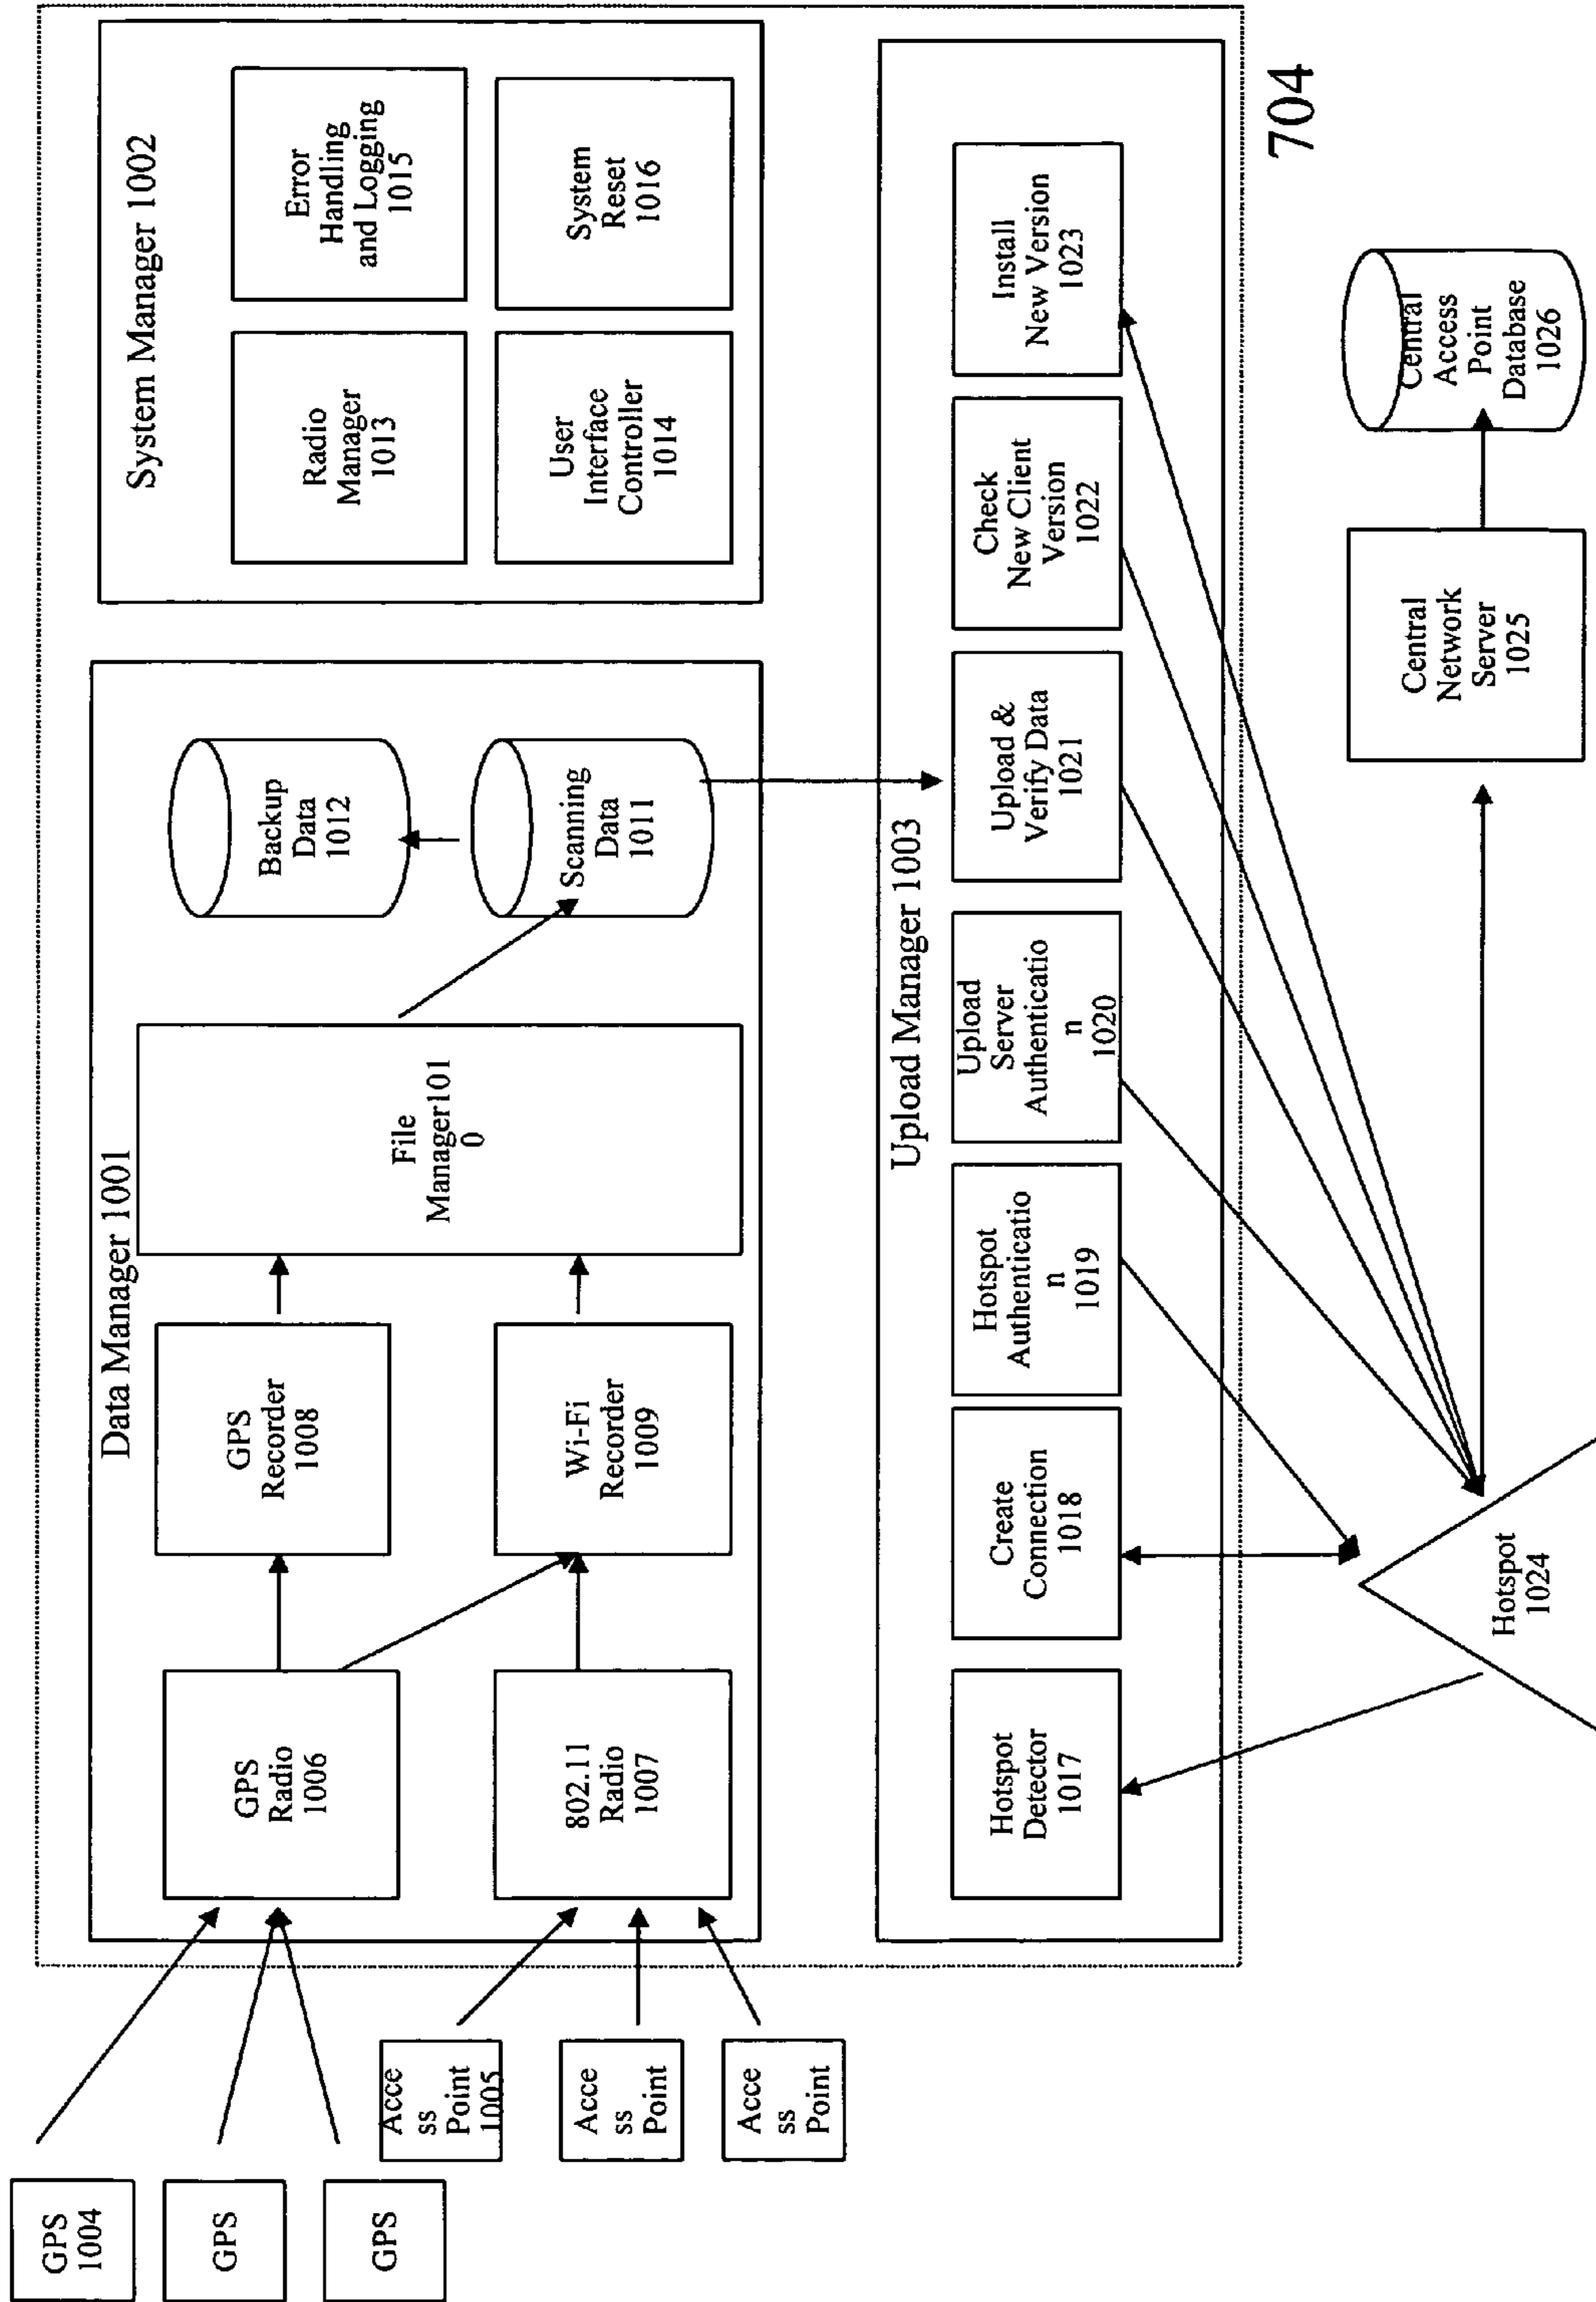 Data Manager 1001
System Manager 1002
GPS
1004
GPS
GPS
Acce
ss
Point
1005
Acce
ss
Point
Acce
ss
Point
GPS
Radio
1006
802.11
Radio
1007
GPS
Recorder
1008
Wi-Fi
Recorder
1009
File
Manager101
0
Backup
Data
1012
Scanning
Data
1011
Radio
Manager
1013
Error
Handling
and Logging
1015
User
Interface
Controller
1014
System
Reset
1016
Upload Manager 1003
Hotspot
Detector
1017
Create
Connection
1018
Hotspot
Authenticatio
n
1019
Upload
Server
Authenticatio
n
1020
Upload &
Verify Data
1021
Check
New Client
Version
1022
Install
New Version
1023
704
Hotspot
1024
Central
Network
Server
1025
Central
Access
Point
Database
1026